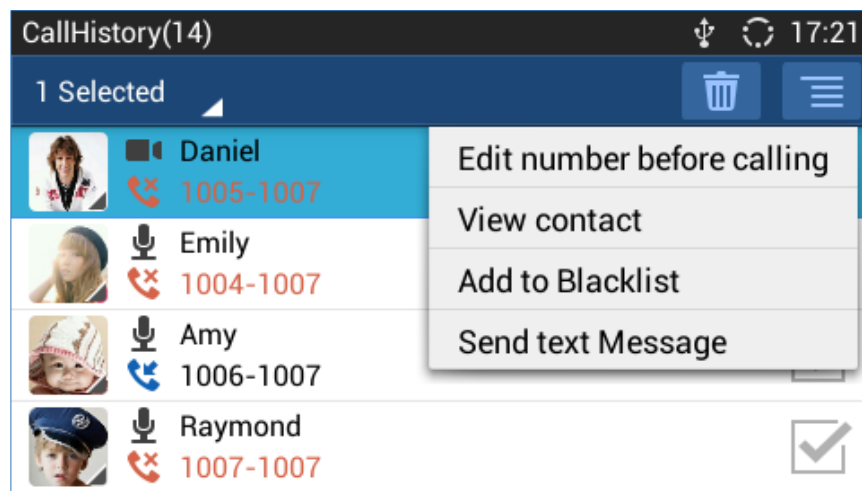 CallHistory(14) 17:21
1 Selected
Daniel
1005-1007
Emily
1004-1007
Amy
1006-1007
Raymond
1007-1007
Edit number before calling
View contact
Add to Blacklist
Send text Message